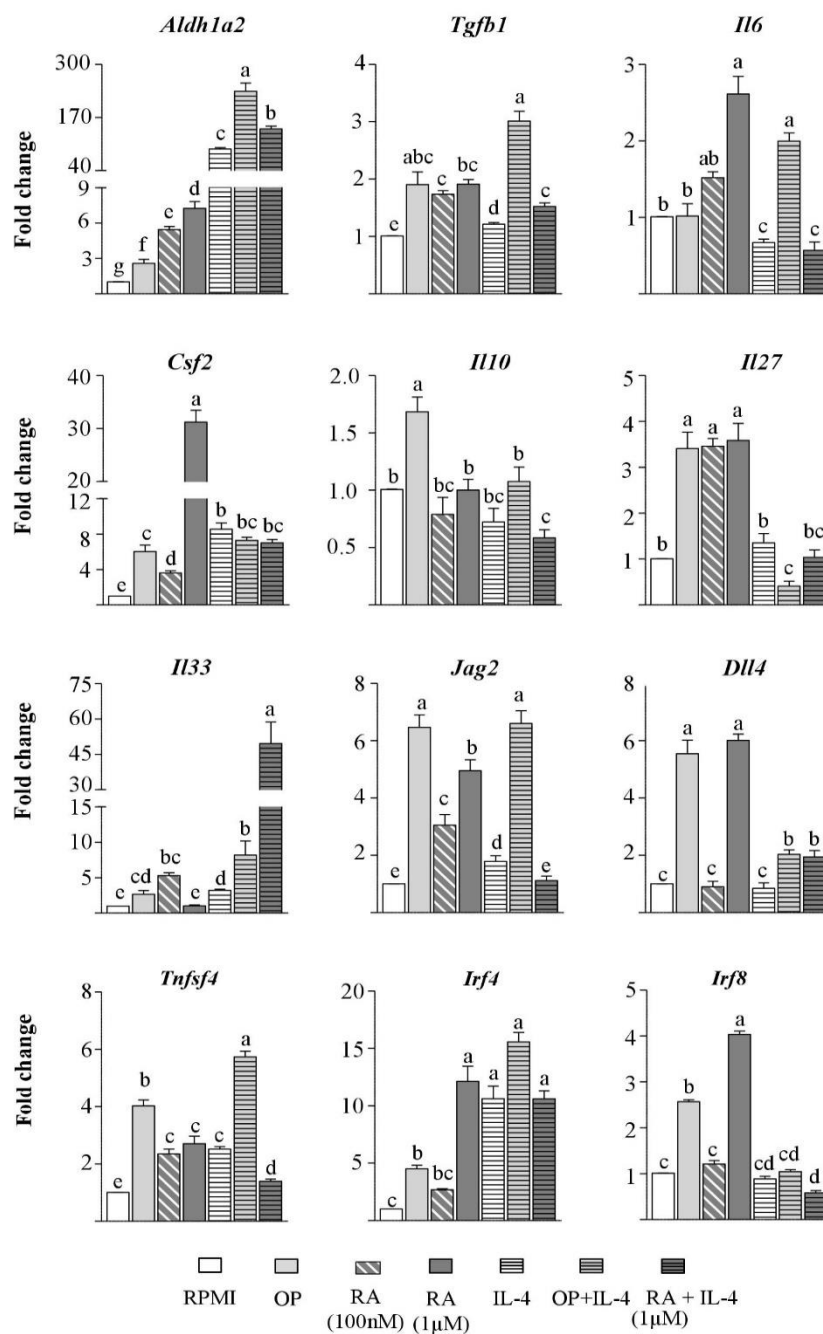 Aldh1a2 Tgfb1 Il6
Fold change
300
170
40
9
6
3
g f e d c a b
4
3
2
1
e abc c bc d a c
3
2
1
b b ab a c a c
Csf2 Il10 Il27
Fold change
40
30
20
12
8
4
e c d a b bc bc
2.0
1.5
1.0
0.5
b a bc b bc b c
5
4
3
2
1
b a a a b c bc
Il33 Jag2 Dll4
Fold change
75
60
45
30
15
10
5
e cd bc c d b a
8
6
4
2
e a c b d a e
8
6
4
2
c a c a c b b
Tnfsf4 Irf4 Irf8
Fold change
8
6
4
2
e b c c c a d
20
15
10
5
c b bc a a a a
5
4
3
2
1
c b c a cd cd d
RPMI OP RA RA IL-4 OP+IL-4 RA + IL-4
(100nM) (1µM) (1µM)